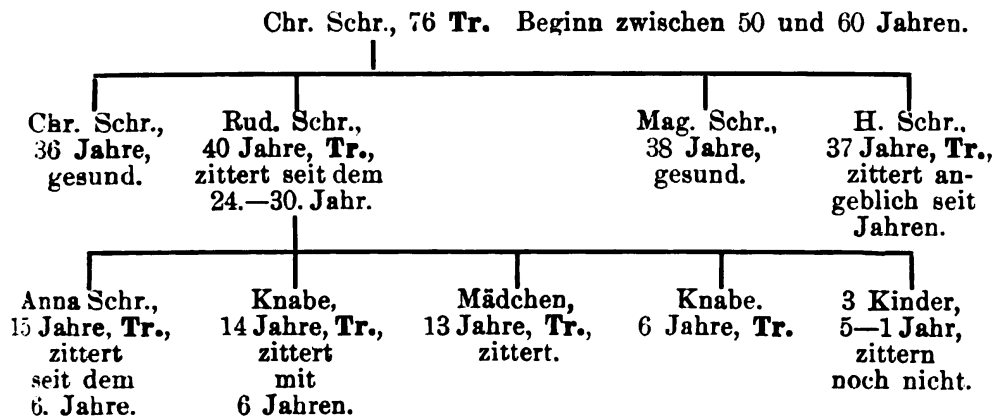 Chr. Schr., 76 Tr. Beginn zwischen 50 und 60 Jahren.
Chr. Schr.,
36 Jahre,
gesund.
Rud. Schr.,
40 Jahre, Tr.,
zittert seit dem
24.—30. Jahr.
Mag. Schr.,
38 Jahre,
gesund.
H. Schr.,
37 Jahre, Tr.,
zittert an-
geblich seit
Jahren.
Anna Schr.,
15 Jahre, Tr.,
zittert
seit dem
6. Jahre.
Knabe,
14 Jahre, Tr.,
zittert
mit
6 Jahren.
Mädchen,
13 Jahre, Tr.,
zittert.
Knabe.
6 Jahre, Tr.
3 Kinder,
5—1 Jahr,
zittern
noch nicht.